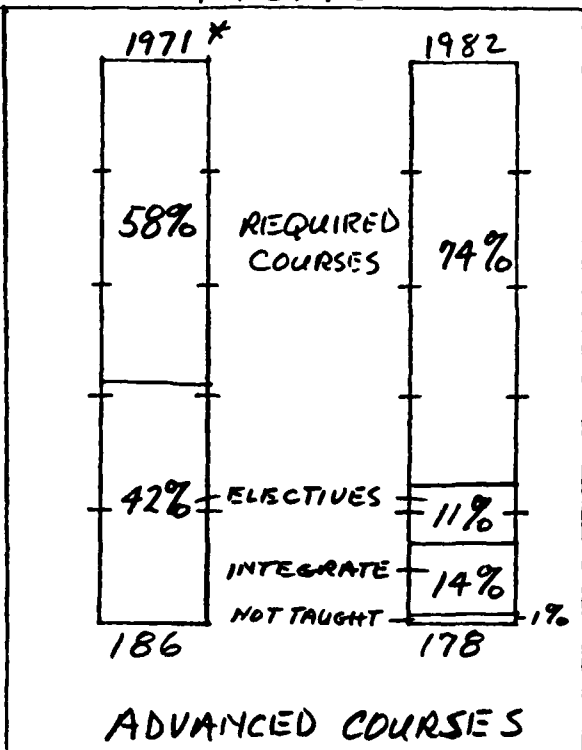 1971 * 1982
58% REQUIRED COURSES 74%
42% ELECTIVES 11%
INTEGRATE 14%
NOT TAUGHT 1%
186 178
ADVANCED COURSES